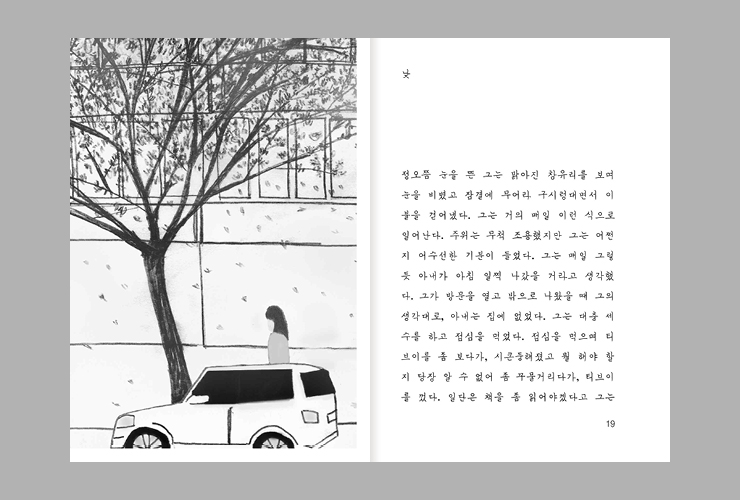 낮
정오쯤 눈을 뜬 그는 밝아진 창유리를 보며
눈을 비볐고 잠결에 투어리 구시렁대면서 이
불을 걷어냈다. 그는 거의 매일 이런 식으로
일어난다. 주위는 무척 조용했지만 그는 어쩐
지 어수선한 기분이 들었다. 그는 매일 그렇
듯 아내가 아침 일찍 나갔을 거라고 생각했
다. 그가 방문을 열고 밖으로 나왔을 때 그의
생각대로, 아내는 집에 없었다. 그는 대충 세
수를 하고 점심을 먹었다. 점심을 먹으며 티
브이를 좀 보다가, 시큰둥해졌고 뭘 해야 할
지 당장 알 수 없어 좀 꾸물거리다가, 티브이
를 껐다. 일단은 책을 좀 읽어야겠다고 그는
19